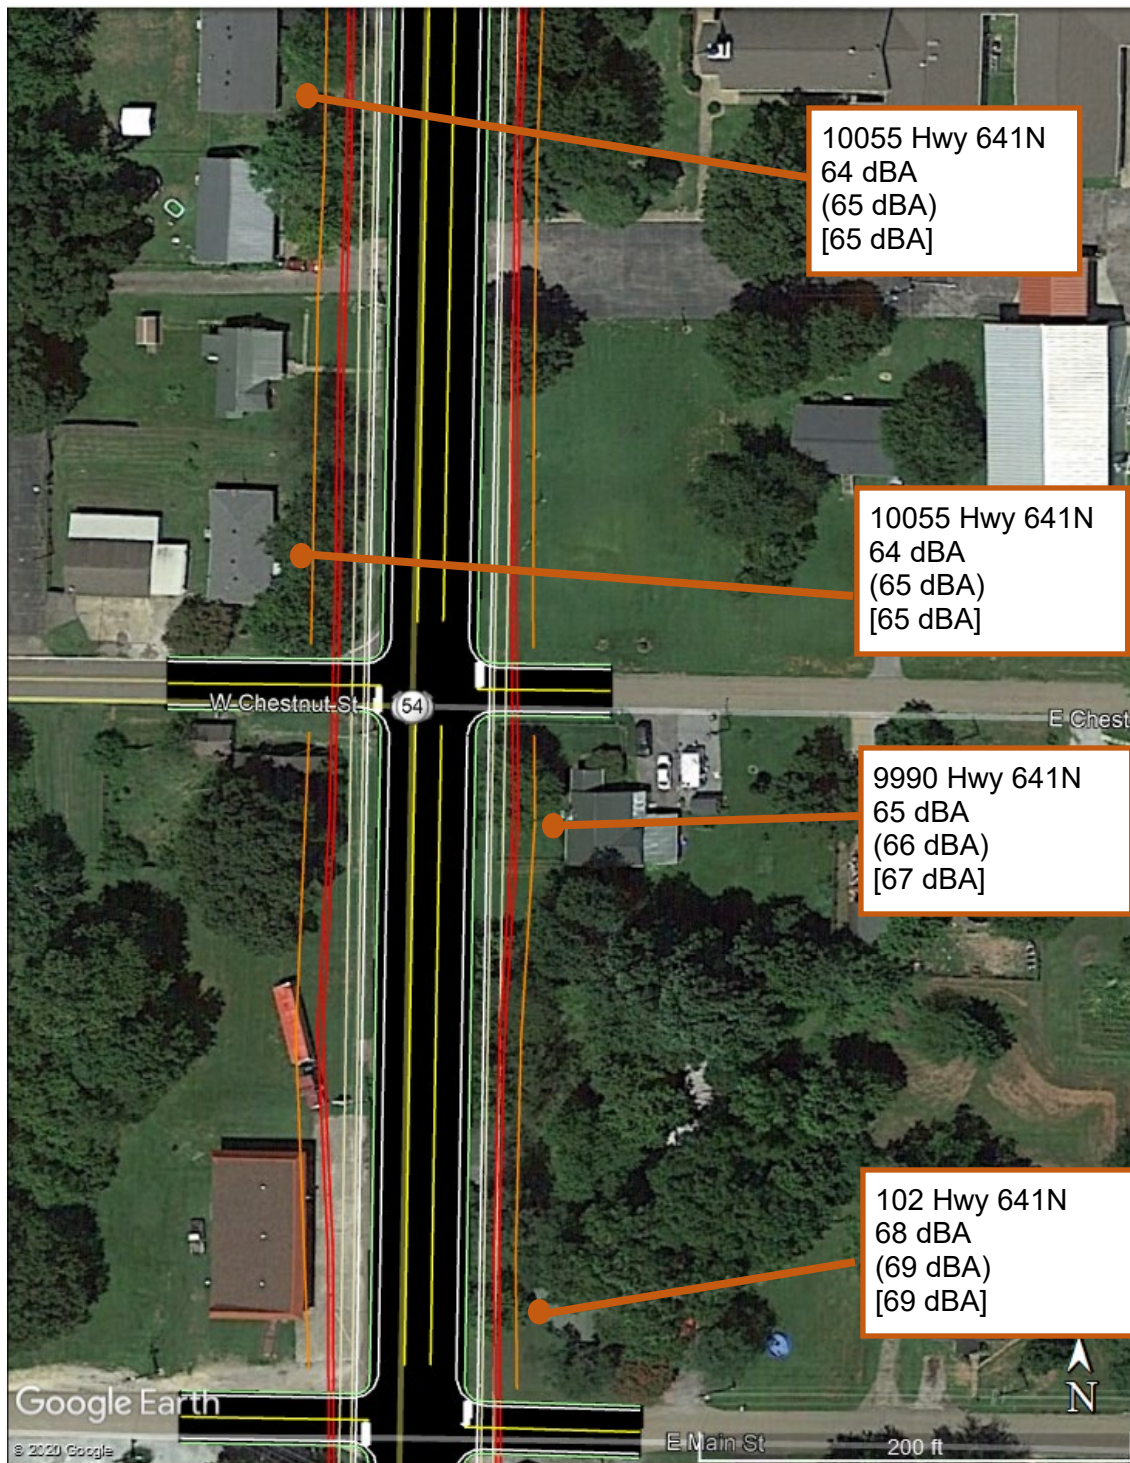 10055 Hwy 641N
64 dBA
(65 dBA)
[65 dBA]
10055 Hwy 641N
64 dBA
(65 dBA)
[65 dBA]
W Chestnut St
54
E Chest
9990 Hwy 641N
65 dBA
(66 dBA)
[67 dBA]
102 Hwy 641N
68 dBA
(69 dBA)
[69 dBA]
N
Google Earth
© 2020 Google
E Main St
200 ft